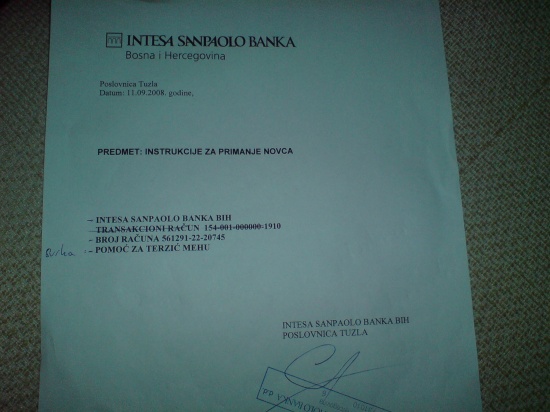 INTESA SANPAOLO BANKA
Bosna i Hercegovina
Poslovnica Tuzla
Datum: 11.09.2008. godine,
PREDMET: INSTRUKCIJE ZA PRIMANJE NOVCA
- INTESA SANPAOLO BANKA BIH
- TRANSAKCIONI RAČUN 154-001-000000-1910
- BROJ RAČUNA 561291-22-20745
- POMOĆ ZA TERZIĆ MEHU
INTESA SANPAOLO BANKA BIH
POSLOVNICA TUZLA